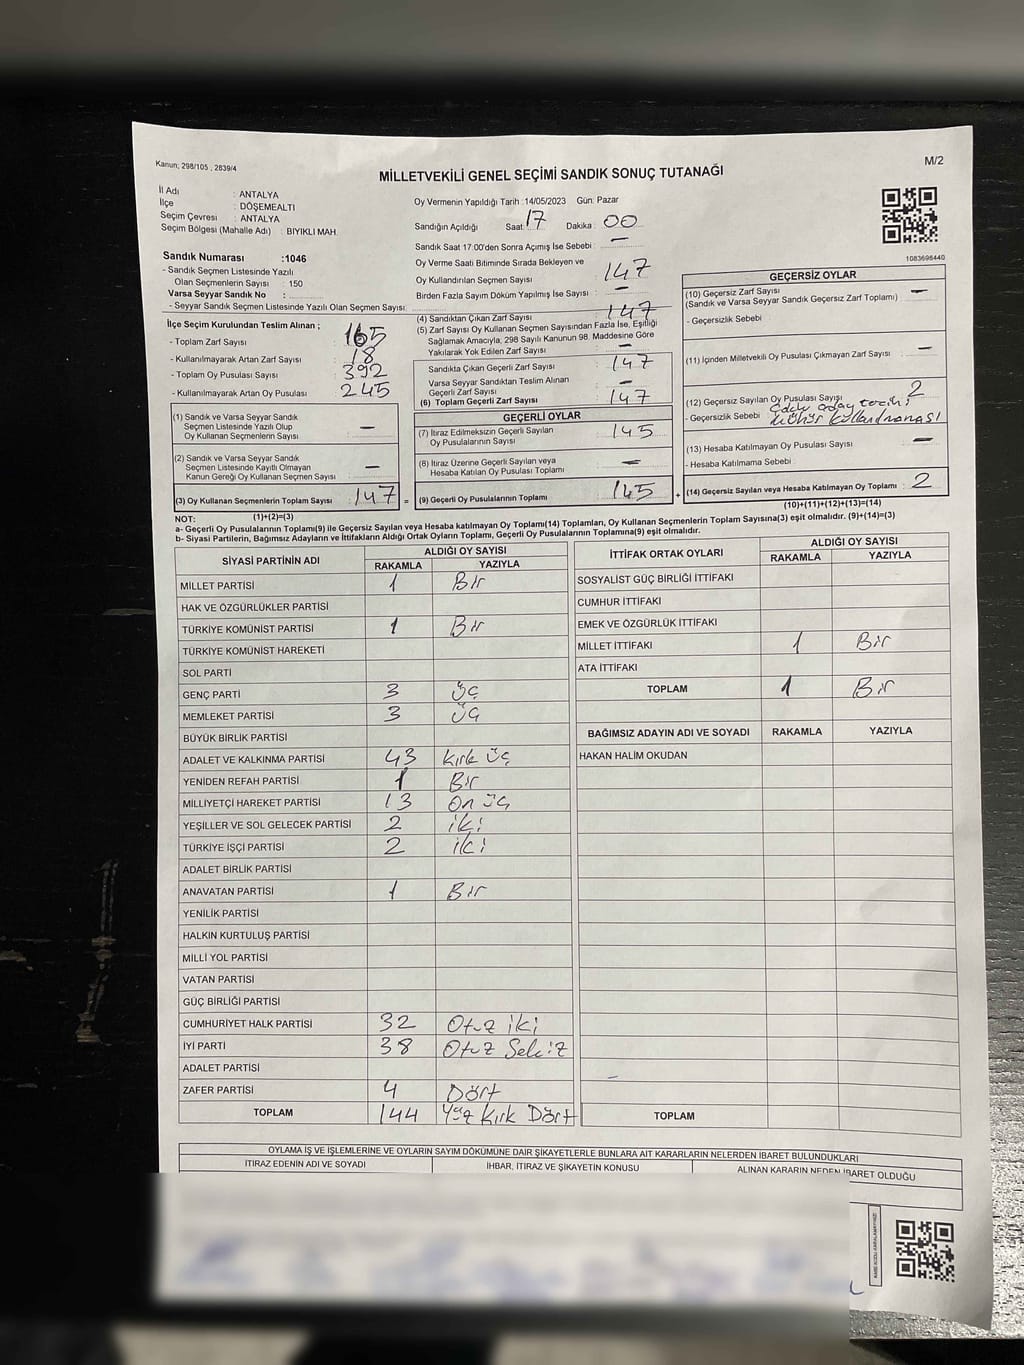 Kanun; 298/105 , 2839/4
M/2
MİLLETVEKİLİ GENEL SEÇİMİ SANDIK SONUÇ TUTANAĞI
İl Adı : ANTALYA
İlçe : DÖŞEMEALTI
Seçim Çevresi : ANTALYA
Seçim Bölgesi (Mahalle Adı) : BIYIKLI MAH.
Sandık Numarası :1046
- Sandık Seçmen Listesinde Yazılı
Olan Seçmenlerin Sayısı : 150
Varsa Seyyar Sandık No :
- Seyyar Sandık Seçmen Listesinde Yazılı Olan Seçmen Sayısı:
Oy Vermenin Yapıldığı Tarih :14/05/2023 Gün: Pazar
Sandığın Açıldığı Saat: 17 Dakika : 00
Sandık Saat 17:00'den Sonra Açımış İse Sebebi : —
Oy Verme Saati Bitiminde Sırada Bekleyen ve
Oy Kullandırılan Seçmen Sayısı : 147
Birden Fazla Sayım Döküm Yapılmış İse Sayısı : —
1083698440
İlçe Seçim Kurulundan Teslim Alınan ;
- Toplam Zarf Sayısı : 165
- Kullanılmayarak Artan Zarf Sayısı : 18
- Toplam Oy Pusulası Sayısı : 392
- Kullanılmayarak Artan Oy Pusulası : 245
(1) Sandık ve Varsa Seyyar Sandık
Seçmen Listesinde Yazılı Olup
Oy Kullanan Seçmenlerin Sayısı —
(2) Sandık ve Varsa Seyyar Sandık
Seçmen Listesinde Kayıtlı Olmayan
Kanun Gereği Oy Kullanan Seçmen Sayısı —
(3) Oy Kullanan Seçmenlerin Toplam Sayısı : 147 =
(1)+(2)=(3)
(4) Sandıktan Çıkan Zarf Sayısı : 147
(5) Zarf Sayısı Oy Kullanan Seçmen Sayısından Fazla İse, Eşitliği
Sağlamak Amacıyla, 298 Sayılı Kanunun 98. Maddesine Göre
Yakılarak Yok Edilen Zarf Sayısı : —
Sandıkta Çıkan Geçerli Zarf Sayısı : 147
Varsa Seyyar Sandıktan Teslim Alınan
Geçerli Zarf Sayısı : —
(6) Toplam Geçerli Zarf Sayısı : 147
GEÇERLİ OYLAR
(7) İtiraz Edilmeksizin Geçerli Sayılan
Oy Pusulalarının Sayısı : 145
(8) İtiraz Üzerine Geçerli Sayılan veya
Hesaba Katılan Oy Pusulası Toplamı : —
(9) Geçerli Oy Pusulalarının Toplamı : 145 +
GEÇERSİZ OYLAR
(10) Geçersiz Zarf Sayısı : —
(Sandık ve Varsa Seyyar Sandık Geçersiz Zarf Toplamı)
- Geçersizlik Sebebi :
(11) İçinden Milletvekili Oy Pusulası Çıkmayan Zarf Sayısı : —
(12) Geçersiz Sayılan Oy Pusulası Sayısı : 2
- Geçersizlik Sebebi : aday tercihi
mühür
(13) Hesaba Katılmayan Oy Pusulası Sayısı : —
- Hesaba Katılmama Sebebi :
(14) Geçersiz Sayılan veya Hesaba Katılmayan Oy Toplamı : 2
(10)+(11)+(12)+(13)=(14)
NOT:
a- Geçerli Oy Pusulalarının Toplamı(9) ile Geçersiz Sayılan veya Hesaba katılmayan Oy Toplamı(14) Toplamları, Oy Kullanan Seçmenlerin Toplam Sayısına(3) eşit olmalıdır. (9)+(14)=(3)
b- Siyasi Partilerin, Bağımsız Adayların ve İttifakların Aldığı Ortak Oyların Toplamı, Geçerli Oy Pusulalarının Toplamına(9) eşit olmalıdır.
SİYASİ PARTİNİN ADI ALDIĞI OY SAYISI
RAKAMLA YAZIYLA
MİLLET PARTİSİ 1 Bir
HAK VE ÖZGÜRLÜKLER PARTİSİ
TÜRKİYE KOMÜNİST PARTİSİ 1 Bir
TÜRKİYE KOMÜNİST HAREKETİ
SOL PARTİ
GENÇ PARTİ 3 Üç
MEMLEKET PARTİSİ 3 Üç
BÜYÜK BİRLİK PARTİSİ
ADALET VE KALKINMA PARTİSİ 43 Kırk üç
YENİDEN REFAH PARTİSİ 1 Bir
MİLLİYETÇİ HAREKET PARTİSİ 13 On üç
YEŞİLLER VE SOL GELECEK PARTİSİ 2 iki
TÜRKİYE İŞÇİ PARTİSİ 2 iki
ADALET BİRLİK PARTİSİ
ANAVATAN PARTİSİ 1 Bir
YENİLİK PARTİSİ
HALKIN KURTULUŞ PARTİSİ
MİLLİ YOL PARTİSİ
VATAN PARTİSİ
GÜÇ BİRLİĞİ PARTİSİ
CUMHURİYET HALK PARTİSİ 32 Otuz iki
İYİ PARTİ 38 Otuz Sekiz
ADALET PARTİSİ
ZAFER PARTİSİ 4 Dört
TOPLAM 144 Yüz Kırk Dört
İTTİFAK ORTAK OYLARI ALDIĞI OY SAYISI
RAKAMLA YAZIYLA
SOSYALİST GÜÇ BİRLİĞİ İTTİFAKI
CUMHUR İTTİFAKI
EMEK VE ÖZGÜRLÜK İTTİFAKI
MİLLET İTTİFAKI 1 Bir
ATA İTTİFAKI
TOPLAM 1 Bir
BAĞIMSIZ ADAYIN ADI VE SOYADI RAKAMLA YAZIYLA
HAKAN HALİM OKUDAN
TOPLAM
OYLAMA İŞ VE İŞLEMLERİNE VE OYLARIN SAYIM DÖKÜMÜNE DAİR ŞİKAYETLERLE BUNLARA AİT KARARLARIN NELERDEN İBARET BULUNDUKLARI
İTİRAZ EDENİN ADI VE SOYADI İHBAR, İTİRAZ VE ŞİKAYETİN KONUSU ALINAN KARARIN NEDEN İBARET OLDUĞU